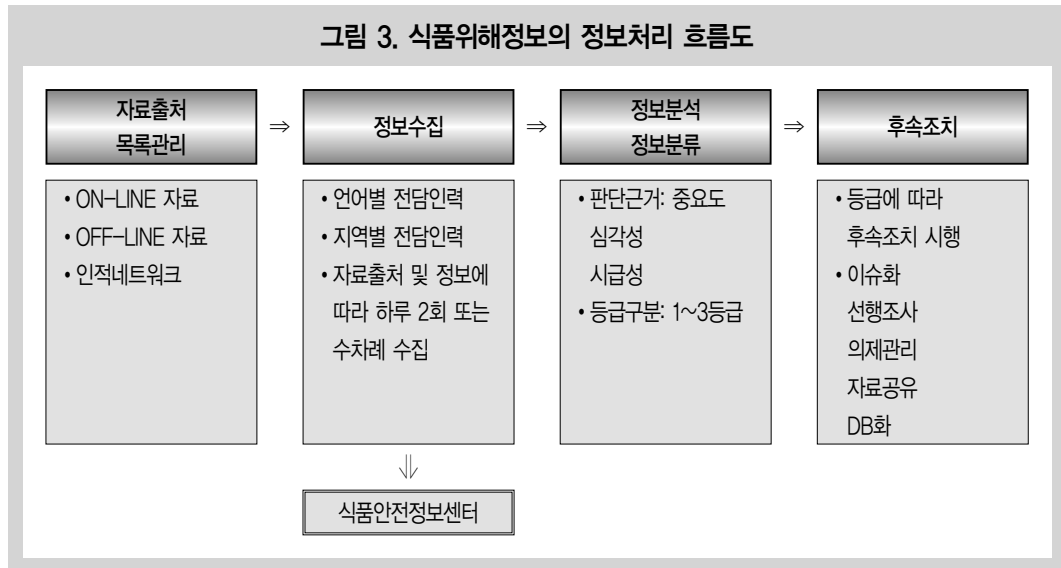 그림 3. 식품위해정보의 정보처리 흐름도
자료출처
목록관리
⇒
정보수집
⇒
정보분석
정보분류
⇒
후속조치
• ON-LINE 자료
• OFF-LINE 자료
• 인적네트워크
• 언어별 전담인력
• 지역별 전담인력
• 자료출처 및 정보에
따라 하루 2회 또는
수차례 수집
• 판단근거: 중요도
심각성
시급성
• 등급구분: 1~3등급
• 등급에 따라
후속조치 시행
• 이슈화
선행조사
의제관리
자료공유
DB화
⇓
식품안전정보센터